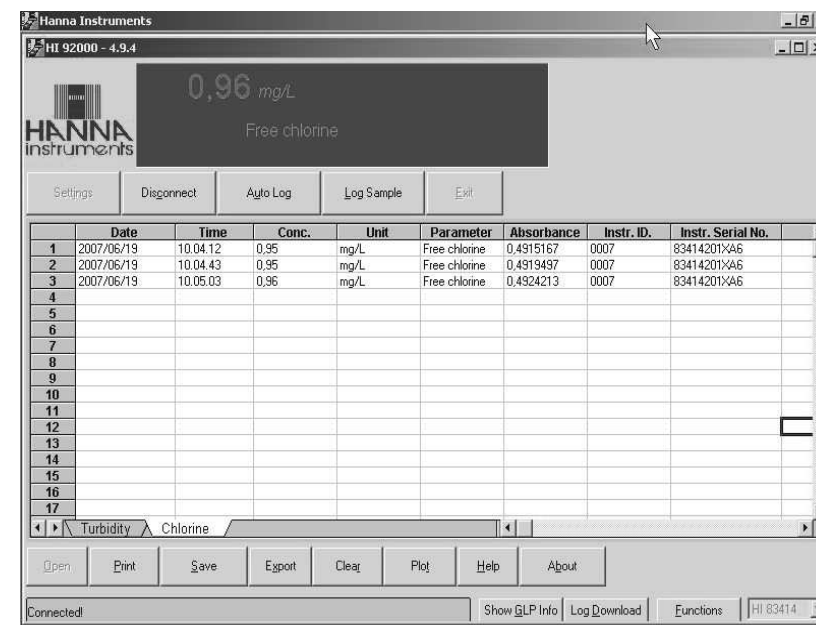 Hanna Instruments
HI 92000 - 4.9.4
0,96 mg/L
Free chlorine
HANNA
instruments
Settings Disconnect Auto Log Log Sample Exit
Date Time Conc. Unit Parameter Absorbance Instr. ID. Instr. Serial No.
1 2007/06/19 10.04.12 0,95 mg/L Free chlorine 0,4915167 0007 83414201XA6
2 2007/06/19 10.04.43 0,95 mg/L Free chlorine 0,4919497 0007 83414201XA6
3 2007/06/19 10.05.03 0,96 mg/L Free chlorine 0,4924213 0007 83414201XA6
4
5
6
7
8
9
10
11
12
13
14
15
16
17
Turbidity Chlorine
Open Print Save Export Clear Plot Help About
Connected! Show GLP Info Log Download Functions HI 83414